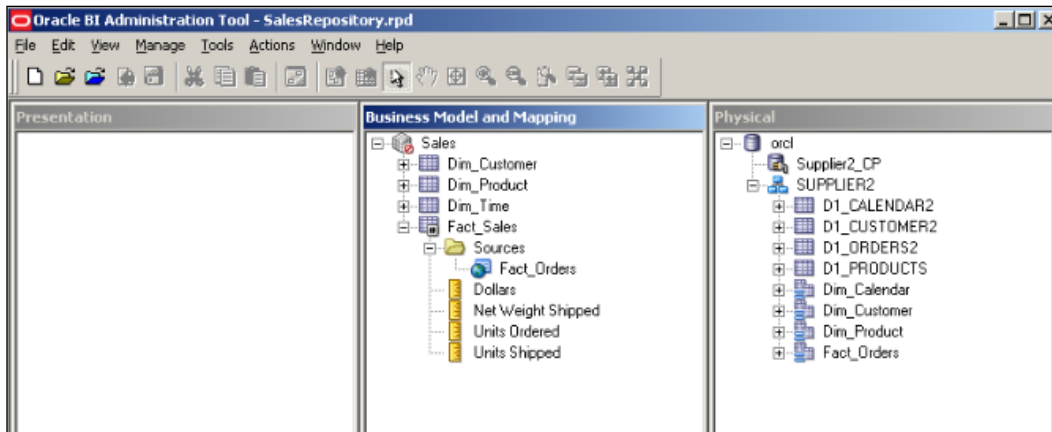 Oracle BI Administration Tool - SalesRepository.rpd
File Edit View Manage Tools Actions Window Help
Presentation
Business Model and Mapping
Sales
Dim_Customer
Dim_Product
Dim_Time
Fact_Sales
Sources
Fact_Orders
Dollars
Net Weight Shipped
Units Ordered
Units Shipped
Physical
orcl
Supplier2_CP
SUPPLIER2
D1_CALENDAR2
D1_CUSTOMER2
D1_ORDERS2
D1_PRODUCTS
Dim_Calendar
Dim_Customer
Dim_Product
Fact_Orders